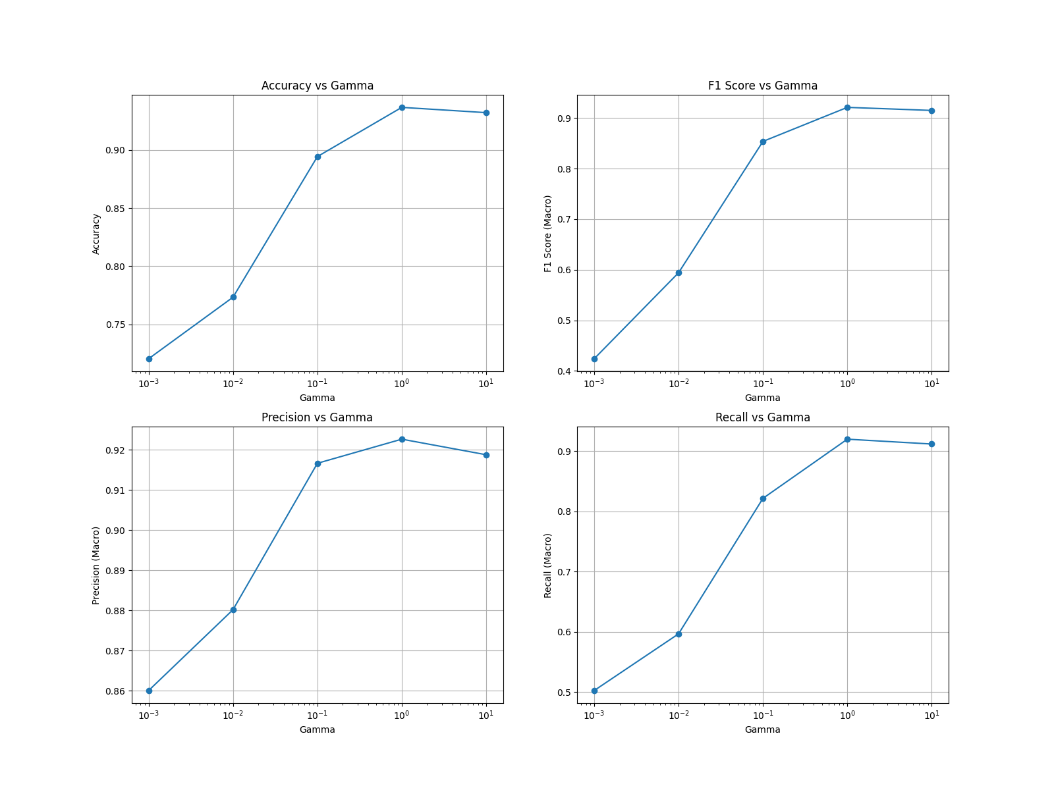 Accuracy vs Gamma
Accuracy
0.90
0.85
0.80
0.75
10⁻³ 10⁻² 10⁻¹ 10⁰ 10¹
Gamma
F1 Score vs Gamma
F1 Score (Macro)
0.9
0.8
0.7
0.6
0.5
0.4
10⁻³ 10⁻² 10⁻¹ 10⁰ 10¹
Gamma
Precision vs Gamma
Precision (Macro)
0.92
0.91
0.90
0.89
0.88
0.87
0.86
10⁻³ 10⁻² 10⁻¹ 10⁰ 10¹
Gamma
Recall vs Gamma
Recall (Macro)
0.9
0.8
0.7
0.6
0.5
10⁻³ 10⁻² 10⁻¹ 10⁰ 10¹
Gamma